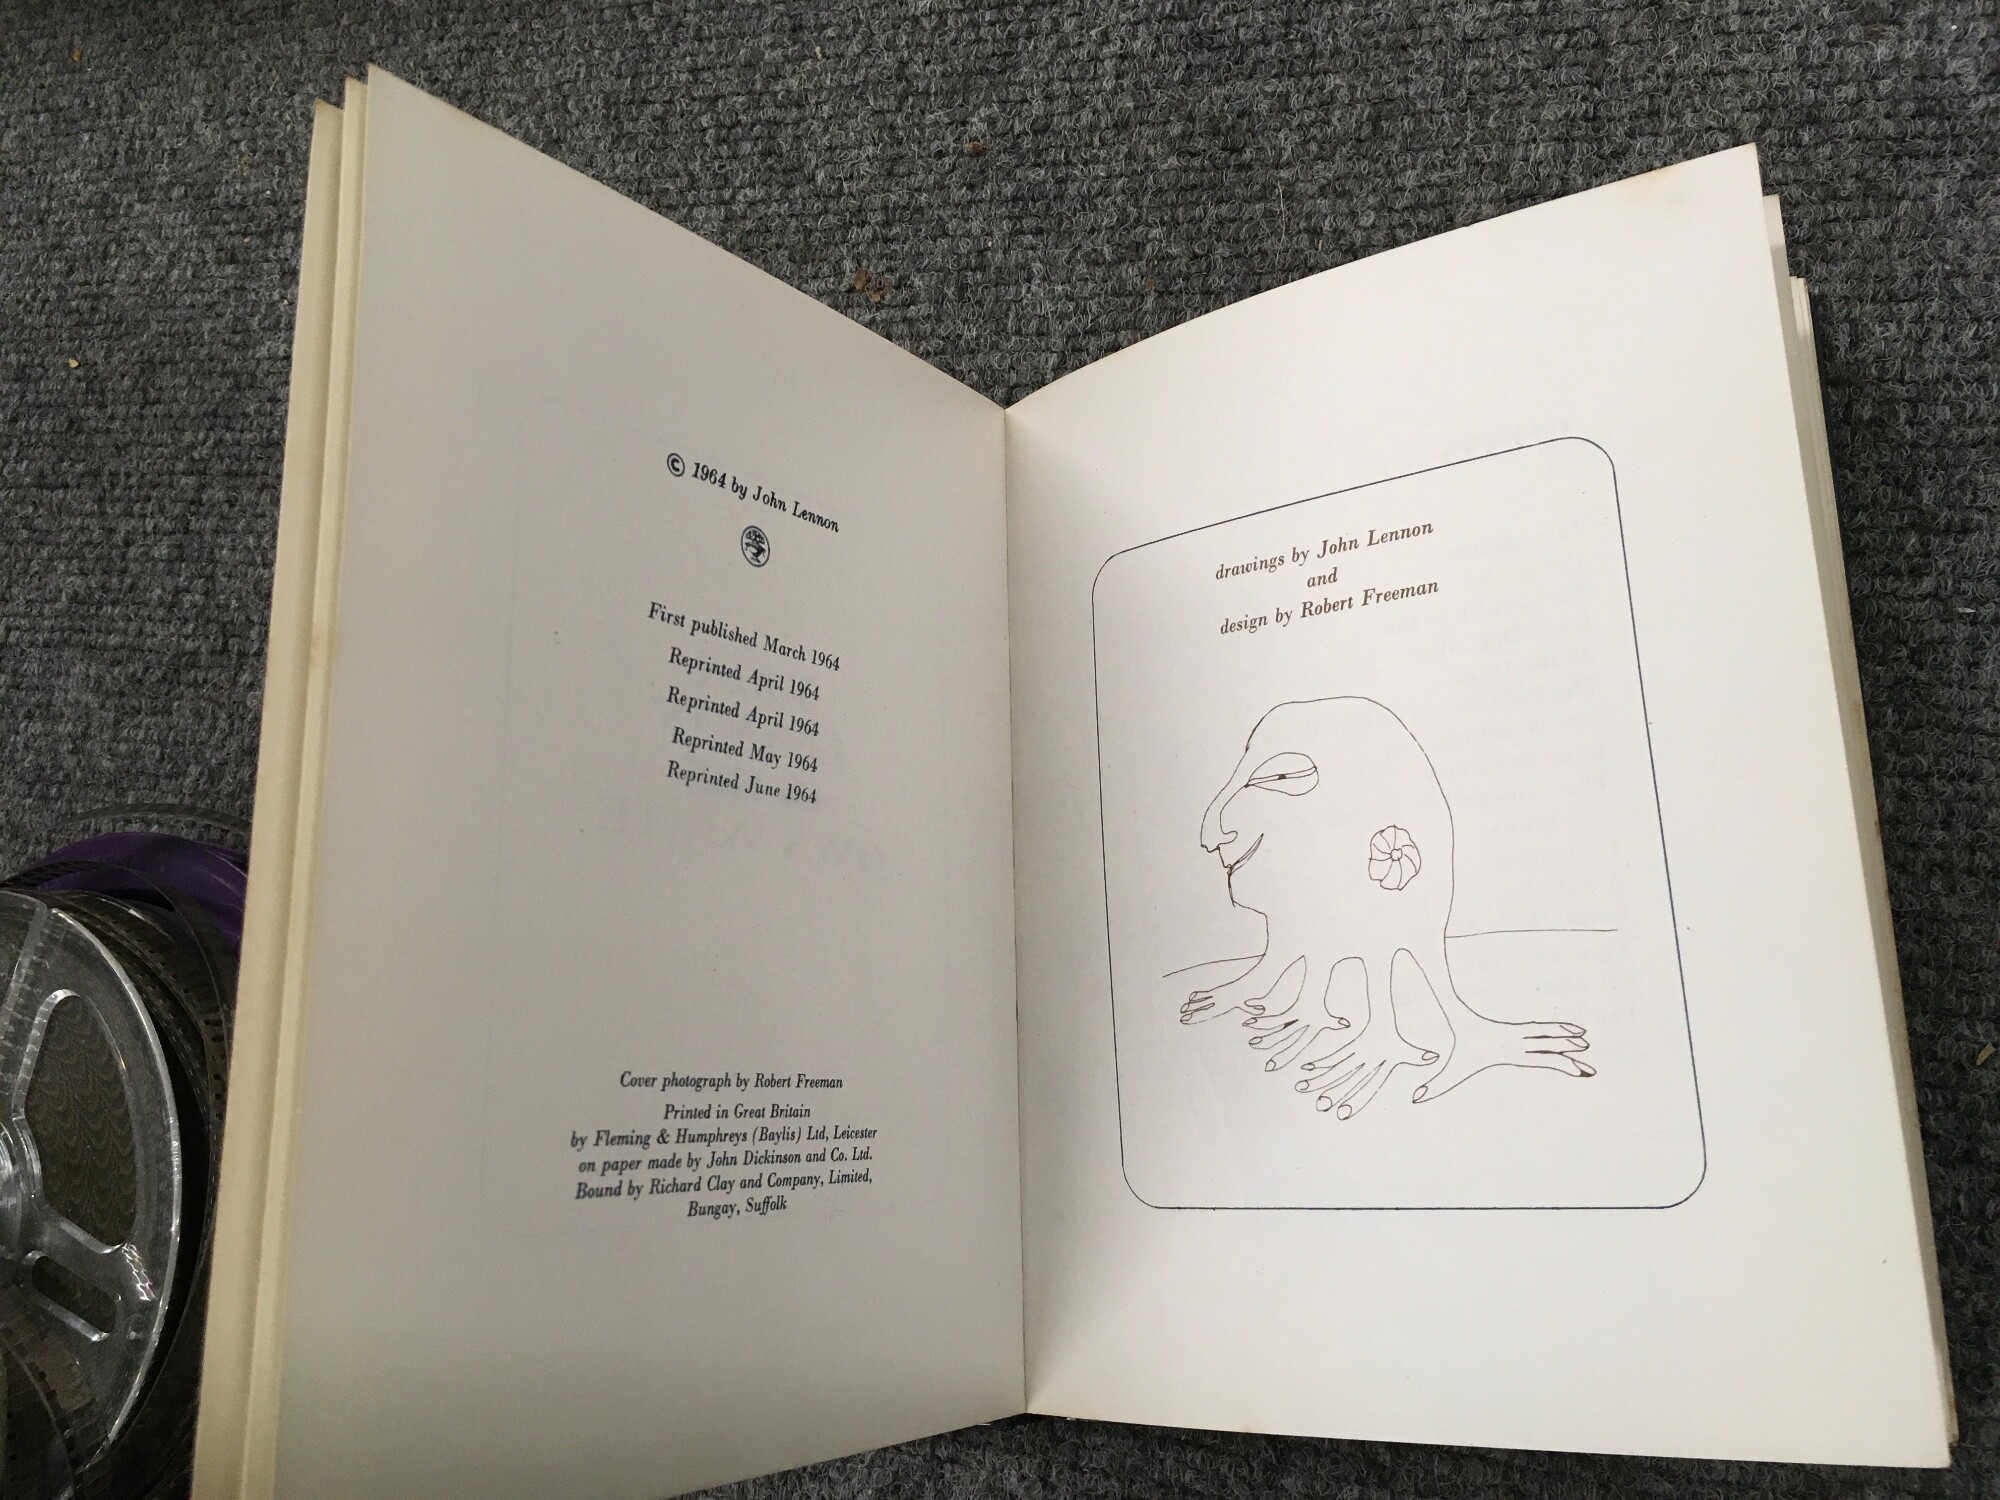 © 1964 by John Lennon
First published March 1964
Reprinted April 1964
Reprinted April 1964
Reprinted May 1964
Reprinted June 1964
Cover photograph by Robert Freeman
Printed in Great Britain
by Fleming & Humphreys (Baylis) Ltd, Leicester
on paper made by John Dickinson and Co. Ltd.
Bound by Richard Clay and Company, Limited,
Bungay, Suffolk
drawings by John Lennon
and
design by Robert Freeman